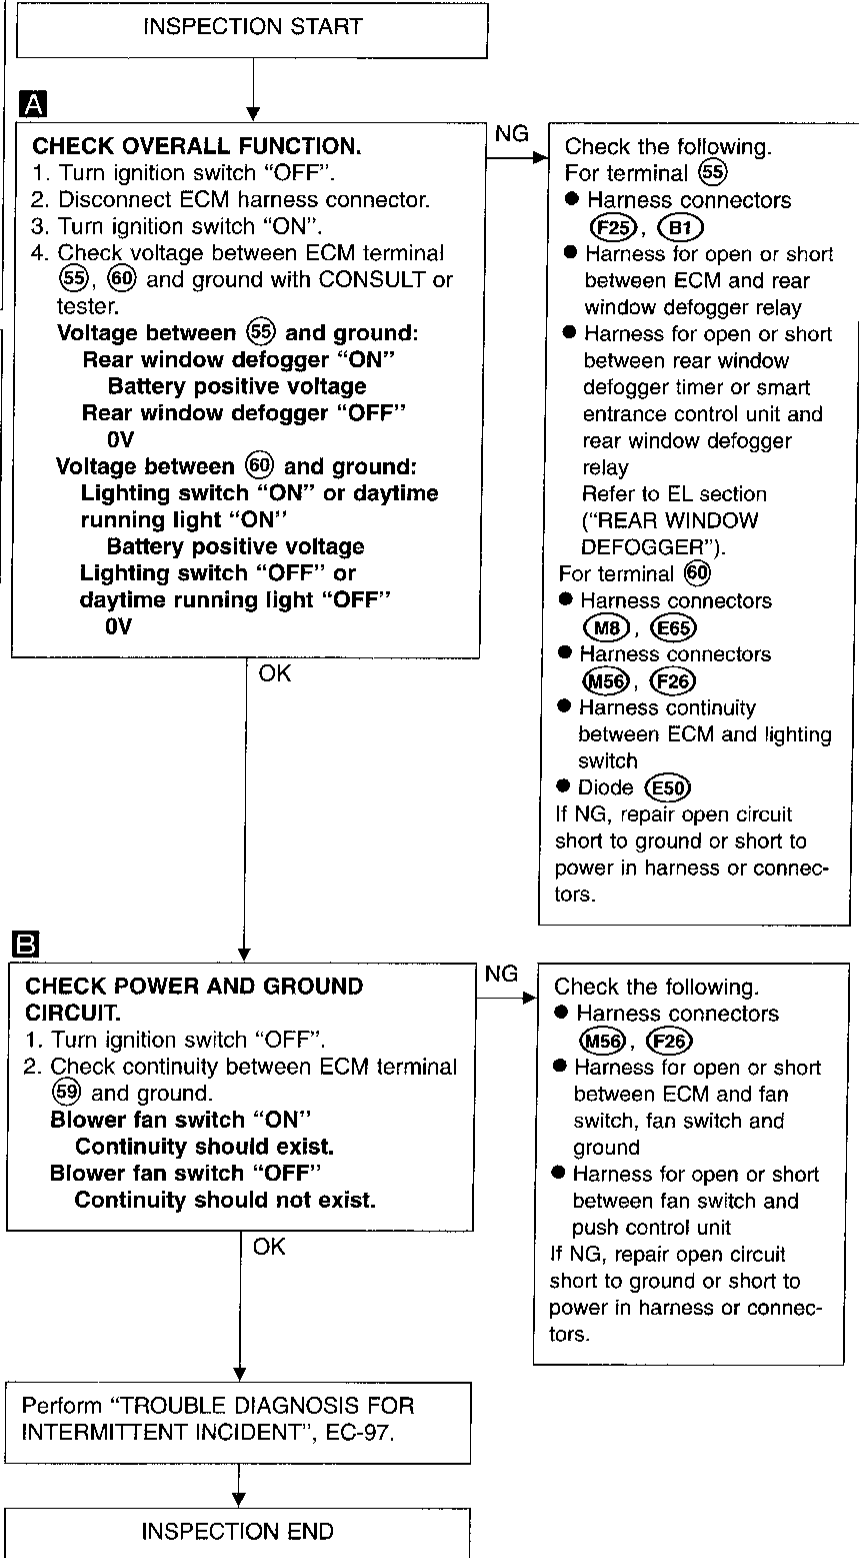 INSPECTION START
A
CHECK OVERALL FUNCTION.
1. Turn ignition switch “OFF”.
2. Disconnect ECM harness connector.
3. Turn ignition switch “ON”.
4. Check voltage between ECM terminal
55, 60 and ground with CONSULT or
tester.
Voltage between 55 and ground:
Rear window defogger “ON”
Battery positive voltage
Rear window defogger “OFF”
0V
Voltage between 60 and ground:
Lighting switch “ON” or daytime
running light “ON”
Battery positive voltage
Lighting switch “OFF” or
daytime running light “OFF”
0V
NG
Check the following.
For terminal 55
● Harness connectors
F25, B1
● Harness for open or short
between ECM and rear
window defogger relay
● Harness for open or short
between rear window
defogger timer or smart
entrance control unit and
rear window defogger
relay
Refer to EL section
(“REAR WINDOW
DEFOGGER”).
For terminal 60
● Harness connectors
M8, E65
● Harness connectors
M56, F26
● Harness continuity
between ECM and lighting
switch
● Diode E50
If NG, repair open circuit
short to ground or short to
power in harness or connec-
tors.
OK
B
CHECK POWER AND GROUND
CIRCUIT.
1. Turn ignition switch “OFF”.
2. Check continuity between ECM terminal
59 and ground.
Blower fan switch “ON”
Continuity should exist.
Blower fan switch “OFF”
Continuity should not exist.
NG
Check the following.
● Harness connectors
M56, F26
● Harness for open or short
between ECM and fan
switch, fan switch and
ground
● Harness for open or short
between fan switch and
push control unit
If NG, repair open circuit
short to ground or short to
power in harness or connec-
tors.
OK
Perform “TROUBLE DIAGNOSIS FOR
INTERMITTENT INCIDENT”, EC-97.
INSPECTION END